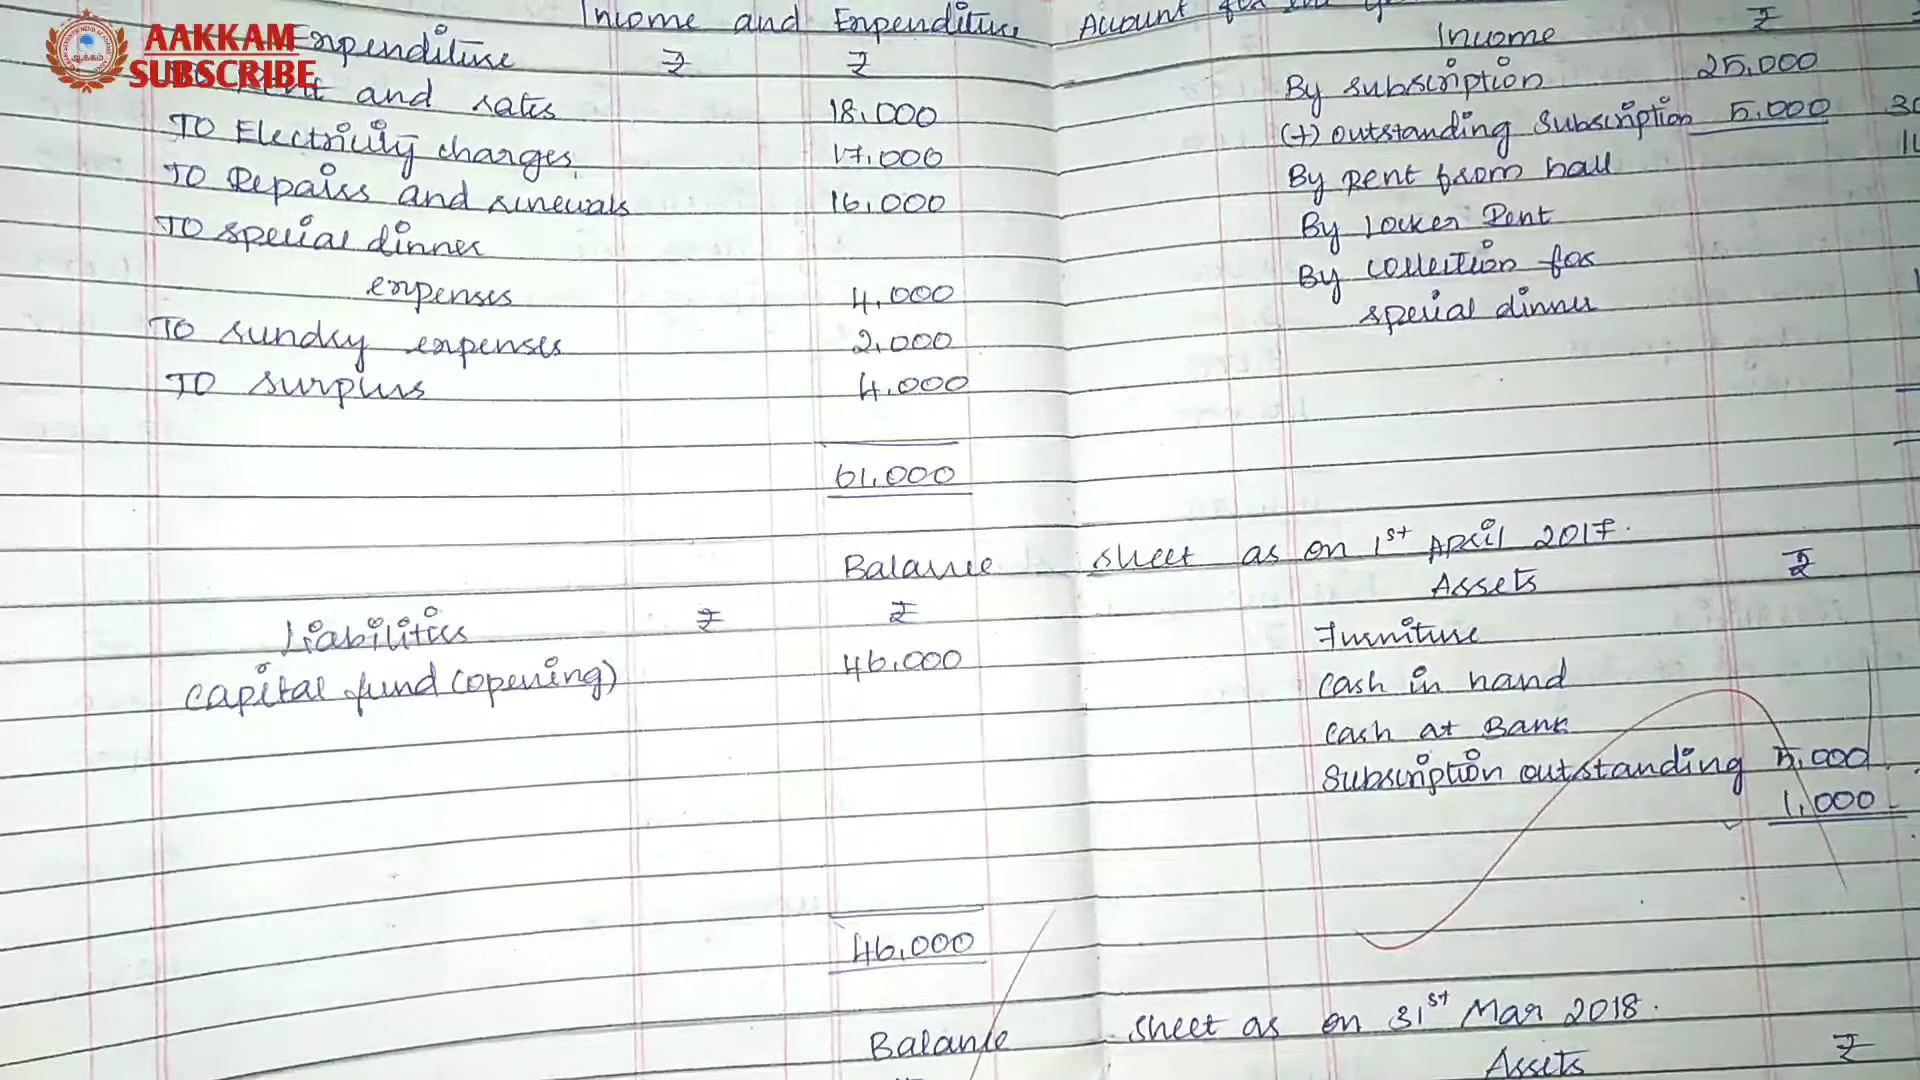 AAKKAM
SUBSCRIBE
Income and Expenditure Account for the
Expenditure ₹ ₹ Income ₹
and rates 18,000 By subscription 25,000
TO Electricity charges 17,000 (+) outstanding subscription 5,000 30
TO Repairs and renewals 16,000 By Rent from hall
TO special dinner By Locker Rent
expenses 4,000 By collection for
special dinner
TO sundry expenses 2,000
TO surplus 4,000
61,000
Balance sheet as on 1st April 2017.
Liabilities ₹ ₹ Assets ₹
capital fund (opening) 46,000 Furniture
Cash in hand
Cash at Bank
Subscription outstanding 5,000
1,000
46,000
Balance sheet as on 31st Mar 2018.
Assets ₹